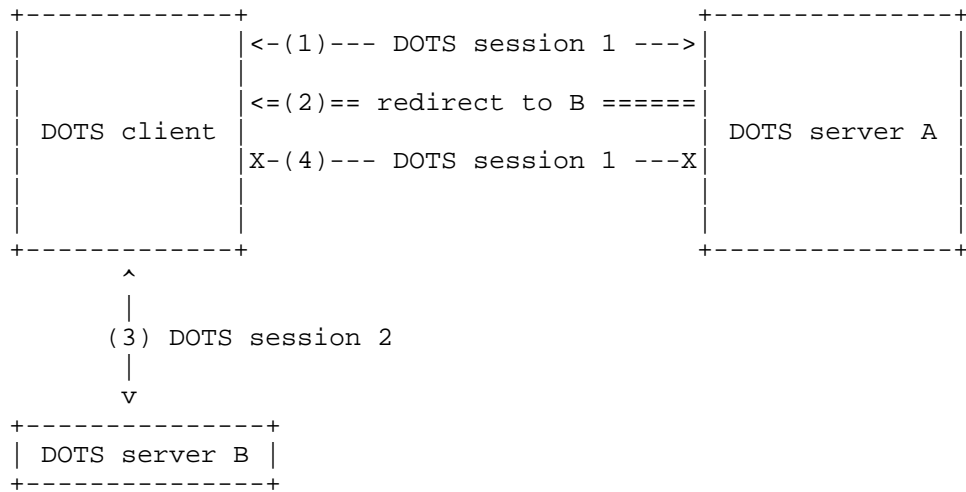 <-(1)--- DOTS session 1 --->
<=(2)== redirect to B ======
DOTS client DOTS server A
X-(4)--- DOTS session 1 ---X
(3) DOTS session 2
DOTS server B